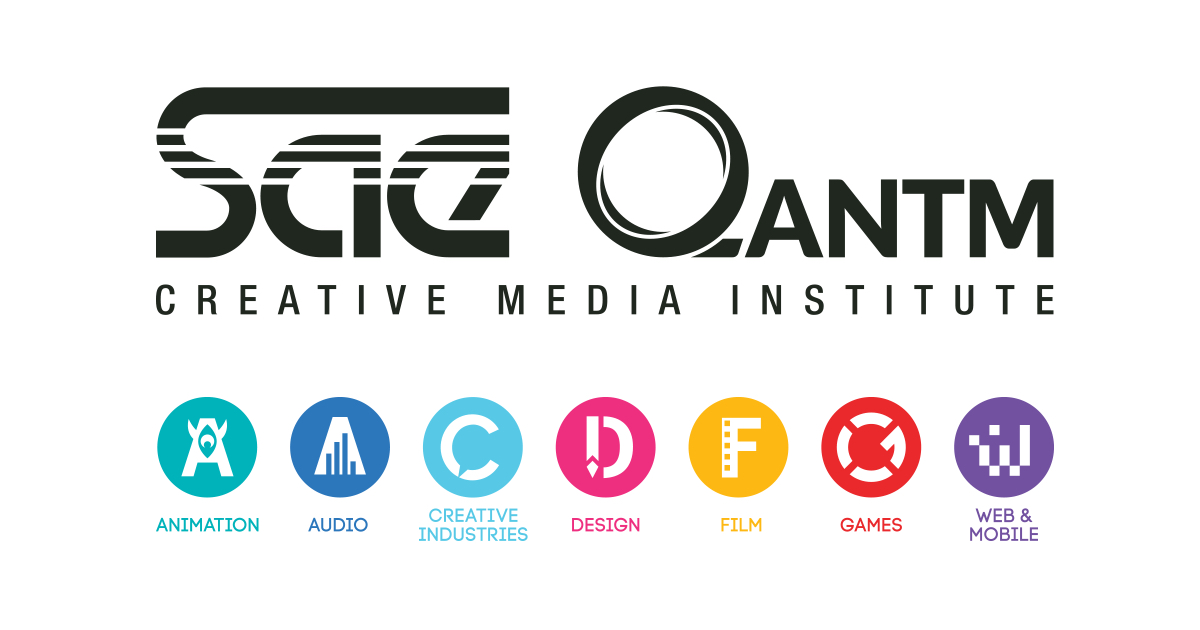 sae QANTM
CREATIVE MEDIA INSTITUTE
A A C D F G W
ANIMATION AUDIO CREATIVE INDUSTRIES DESIGN FILM GAMES WEB & MOBILE